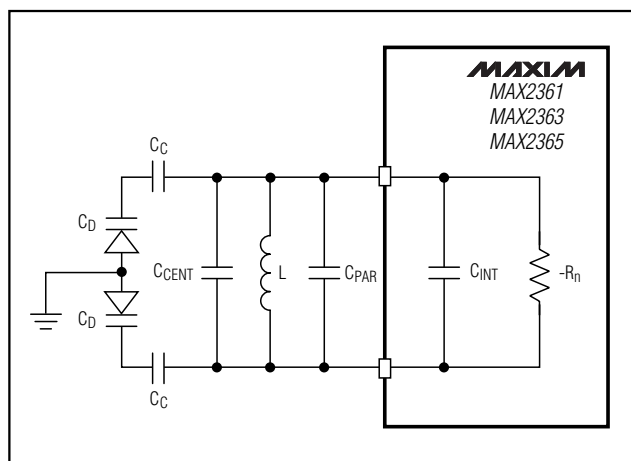 MAXIM
MAX2361
MAX2363
MAX2365
CC
CD
CCENT
L
CPAR
CINT
-Rn
CD
CC